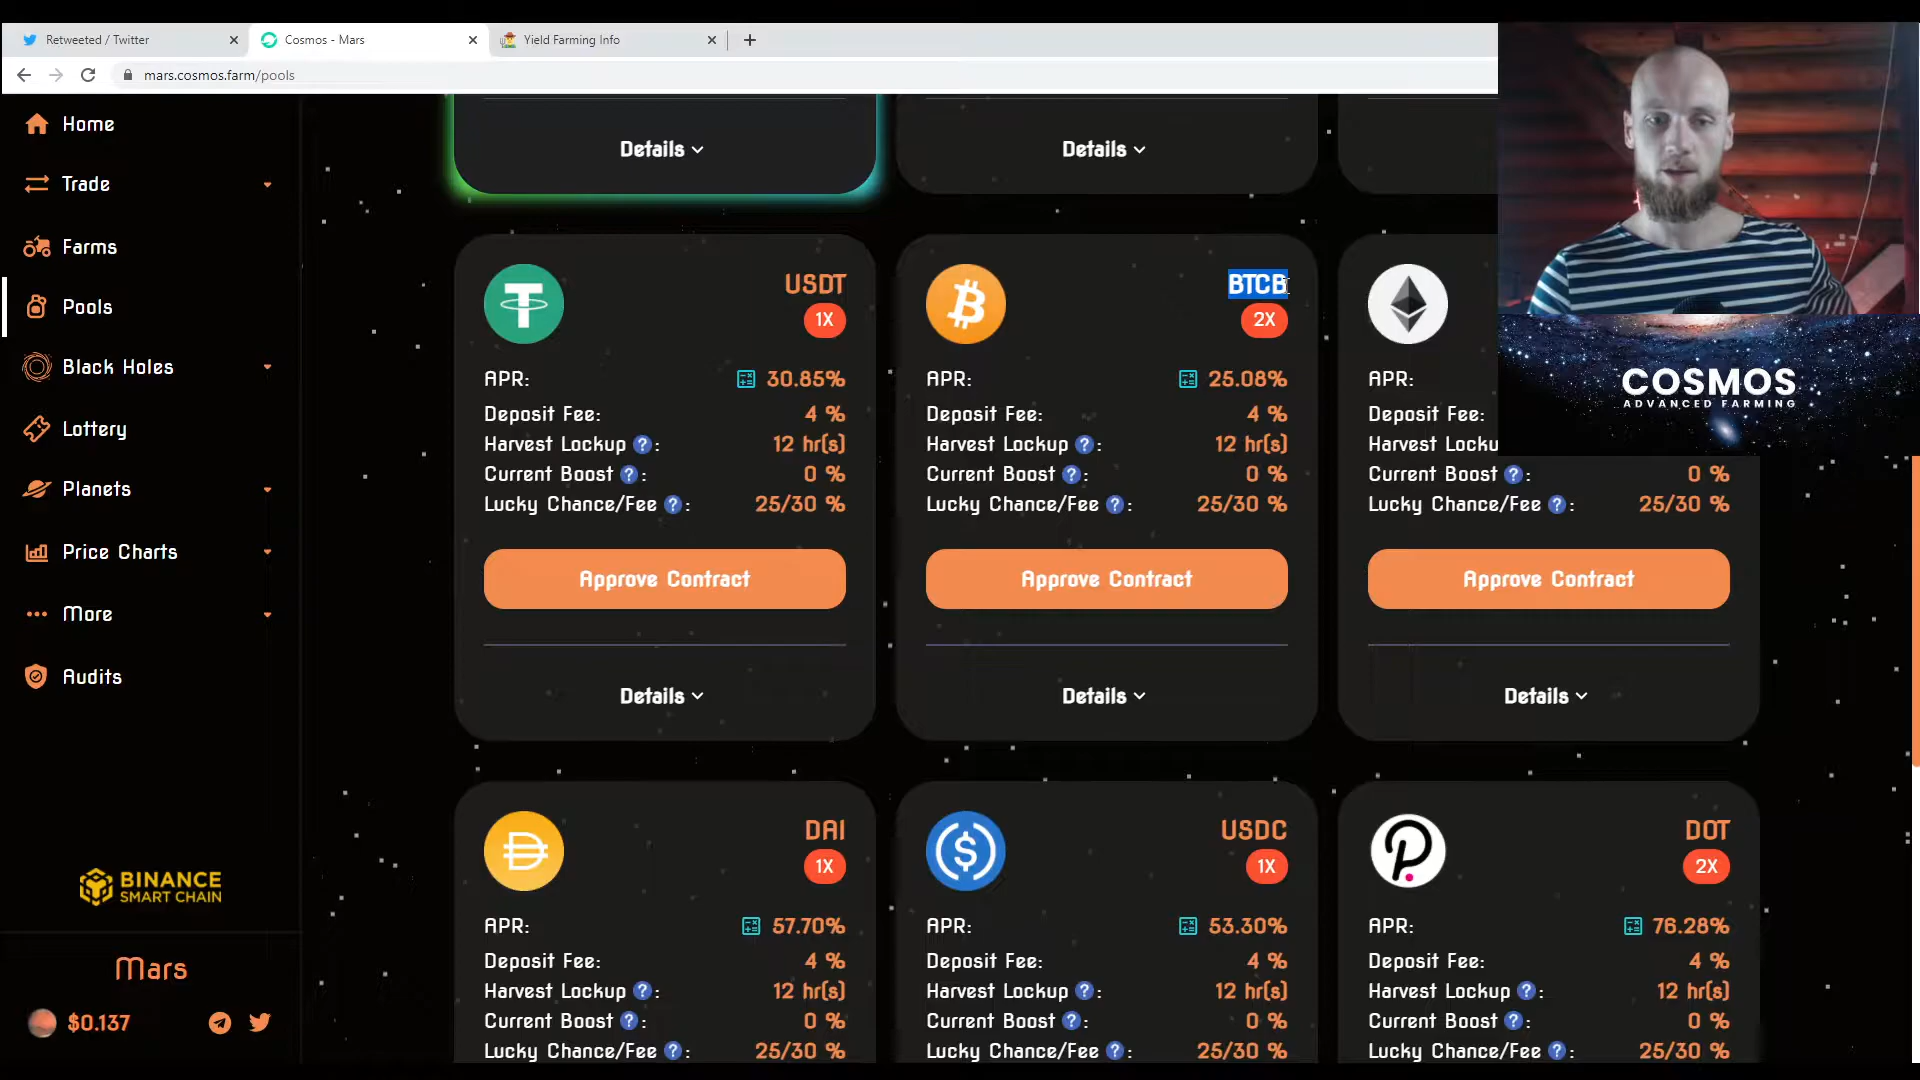 Retweeted / Twitter
Cosmos - Mars
Yield Farming Info
mars.cosmos.farm/pools
Home
Trade
Farms
Pools
Black Holes
Lottery
Planets
Price Charts
More
Audits
BINANCE
SMART CHAIN
Mars
$0.137
Details
Details
USDT
1X
APR: 30.85%
Deposit Fee: 4 %
Harvest Lockup ?: 12 hr(s)
Current Boost ?: 0 %
Lucky Chance/Fee ?: 25/30 %
Approve Contract
Details
BTCB
2X
APR: 25.08%
Deposit Fee: 4 %
Harvest Lockup ?: 12 hr(s)
Current Boost ?: 0 %
Lucky Chance/Fee ?: 25/30 %
Approve Contract
Details
APR:
Deposit Fee:
Harvest Locku
Current Boost ?: 0 %
Lucky Chance/Fee ?: 25/30 %
Approve Contract
Details
DAI
1X
APR: 57.70%
Deposit Fee: 4 %
Harvest Lockup ?: 12 hr(s)
Current Boost ?: 0 %
Lucky Chance/Fee ?: 25/30 %
USDC
1X
APR: 53.30%
Deposit Fee: 4 %
Harvest Lockup ?: 12 hr(s)
Current Boost ?: 0 %
Lucky Chance/Fee ?: 25/30 %
DOT
2X
APR: 76.28%
Deposit Fee: 4 %
Harvest Lockup ?: 12 hr(s)
Current Boost ?: 0 %
Lucky Chance/Fee ?: 25/30 %
COSMOS
ADVANCED FARMING